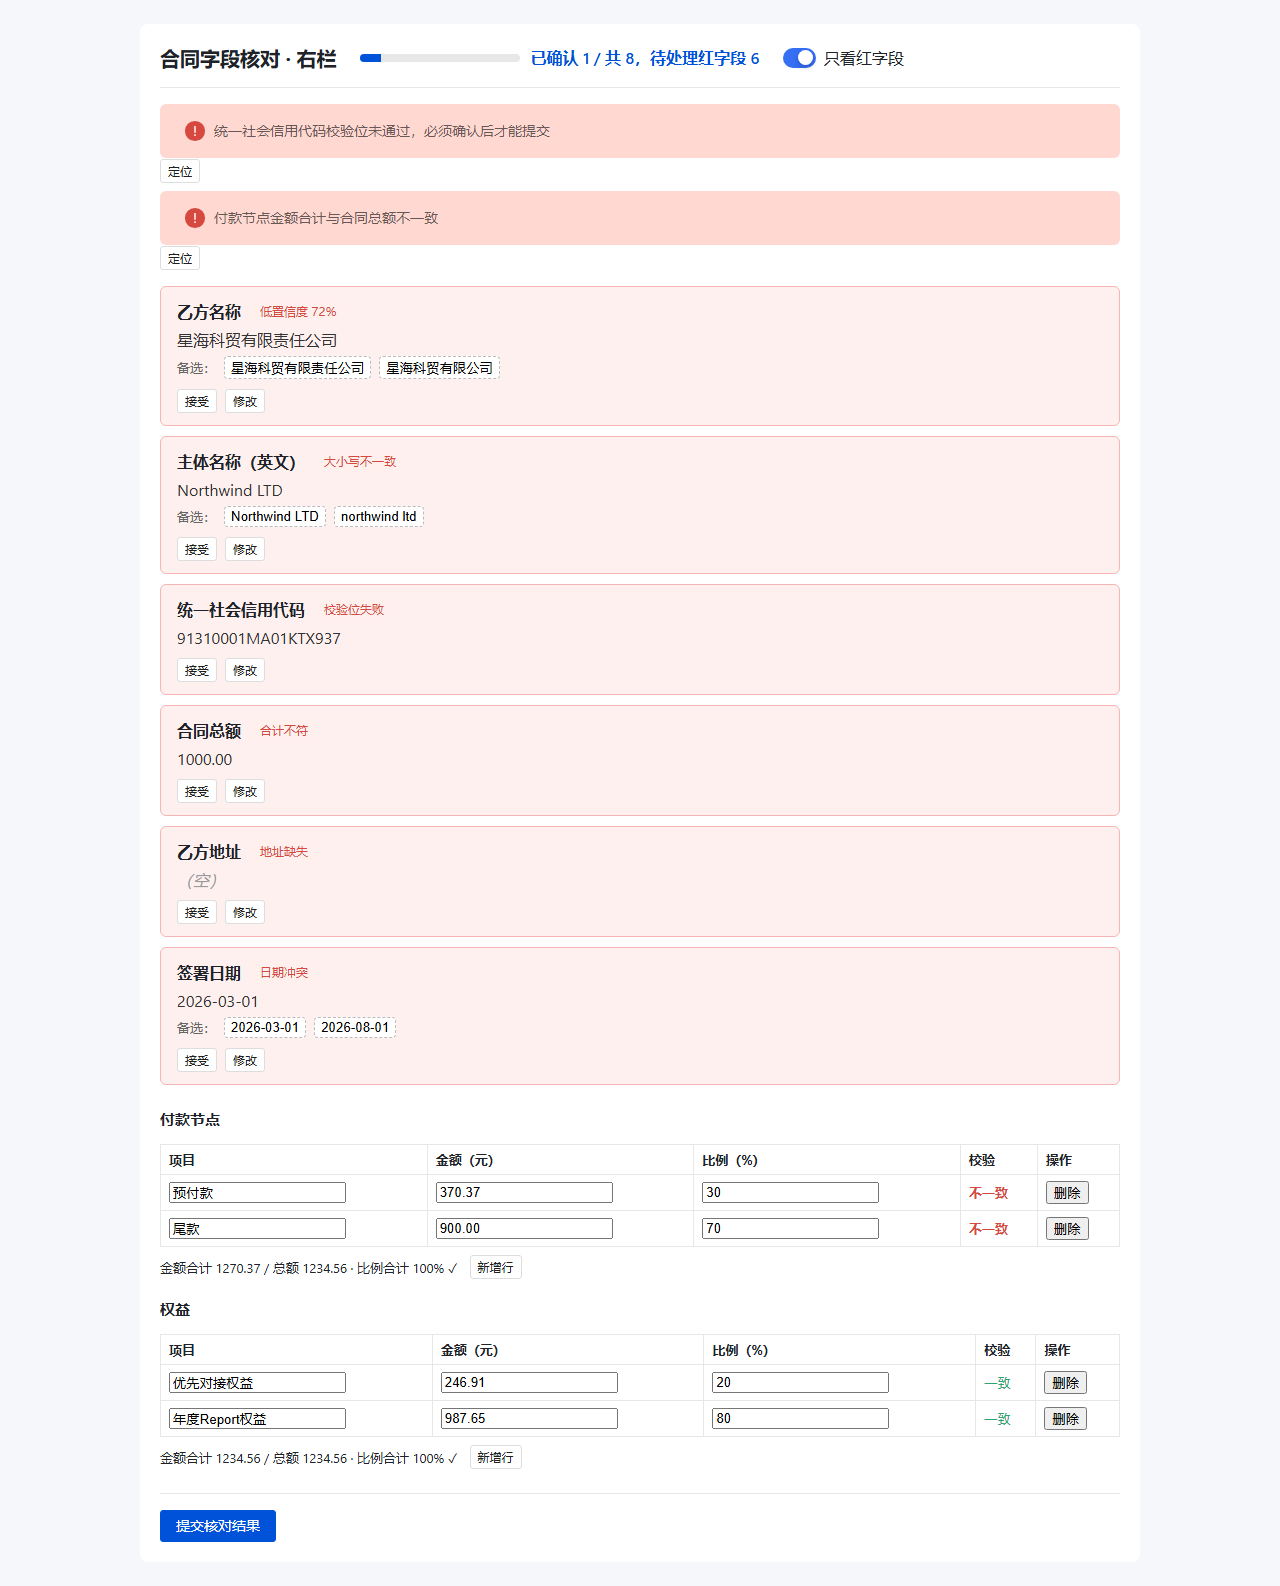 合同字段核对 · 右栏 已确认 1 / 共 8，待处理红字段 6 只看红字段
统一社会信用代码校验位未通过，必须确认后才能提交
定位
付款节点金额合计与合同总额不一致
定位
乙方名称 低置信度 72%
星海科贸有限责任公司
备选： 星海科贸有限责任公司 星海科贸有限公司
接受 修改
主体名称（英文） 大小写不一致
Northwind LTD
备选： Northwind LTD northwind ltd
接受 修改
统一社会信用代码 校验位失败
91310001MA01KTX937
接受 修改
合同总额 合计不符
1000.00
接受 修改
乙方地址 地址缺失
（空）
接受 修改
签署日期 日期冲突
2026-03-01
备选： 2026-03-01 2026-08-01
接受 修改
付款节点
项目 金额（元） 比例（%） 校验 操作
预付款 370.37 30 不一致 删除
尾款 900.00 70 不一致 删除
金额合计 1270.37 / 总额 1234.56 · 比例合计 100% ✓ 新增行
权益
项目 金额（元） 比例（%） 校验 操作
优先对接权益 246.91 20 一致 删除
年度Report权益 987.65 80 一致 删除
金额合计 1234.56 / 总额 1234.56 · 比例合计 100% ✓ 新增行
提交核对结果